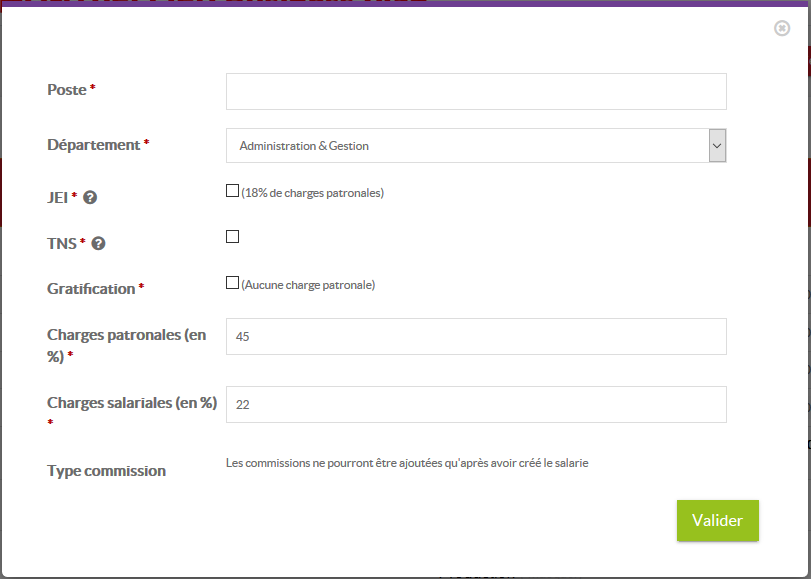 Poste *
Département *
Administration & Gestion
JEI * ?
(18% de charges patronales)
TNS * ?
Gratification *
(Aucune charge patronale)
Charges patronales (en
%) *
45
Charges salariales (en %)
*
22
Type commission
Les commissions ne pourront être ajoutées qu'après avoir créé le salarie
Valider